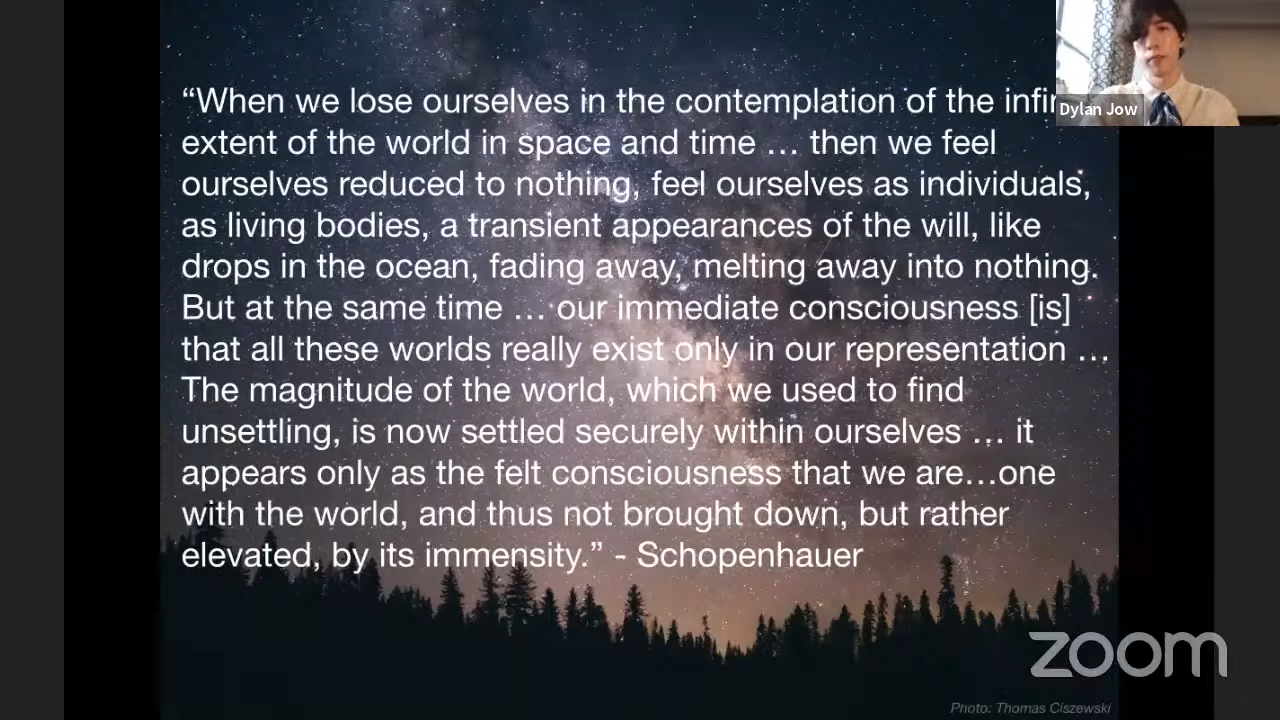 “When we lose ourselves in the contemplation of the
extent of the world in space and time … then we feel
ourselves reduced to nothing, feel ourselves as individuals,
as living bodies, a transient appearances of the will, like
drops in the ocean, fading away, melting away into nothing.
But at the same time … our immediate consciousness [is]
that all these worlds really exist only in our representation …
The magnitude of the world, which we used to find
unsettling, is now settled securely within ourselves … it
appears only as the felt consciousness that we are…one
with the world, and thus not brought down, but rather
elevated, by its immensity.” - Schopenhauer
Dylan Jow
zoom
Photo: Thomas Ciszewski